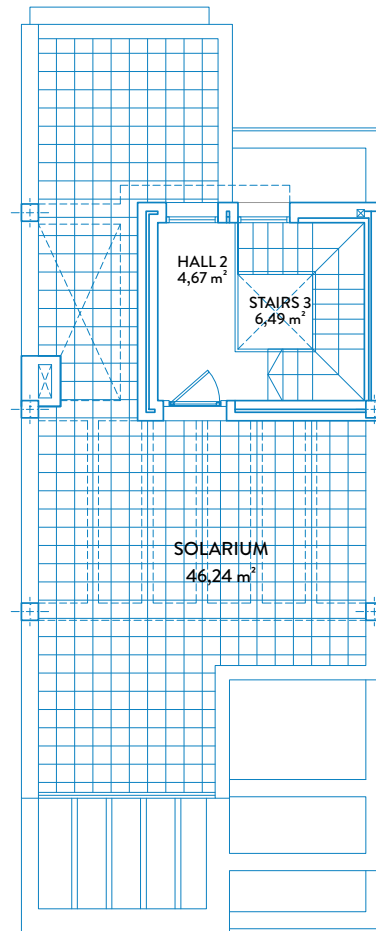 HALL 2
4,67 m²
STAIRS 3
6,49 m²
SOLARIUM
46,24 m²